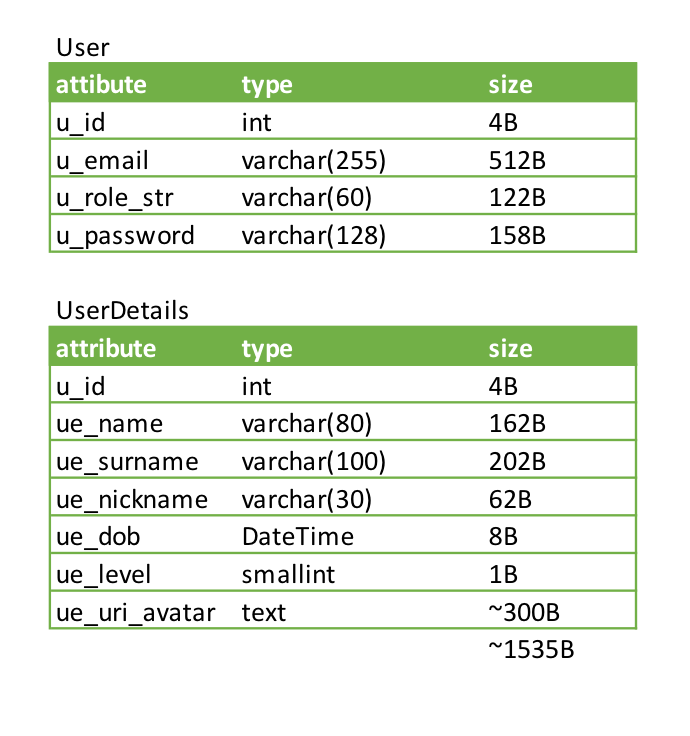 User
attibute type size
u_id int 4B
u_email varchar(255) 512B
u_role_str varchar(60) 122B
u_password varchar(128) 158B
UserDetails
attribute type size
u_id int 4B
ue_name varchar(80) 162B
ue_surname varchar(100) 202B
ue_nickname varchar(30) 62B
ue_dob DateTime 8B
ue_level smallint 1B
ue_uri_avatar text ~300B
~1535B